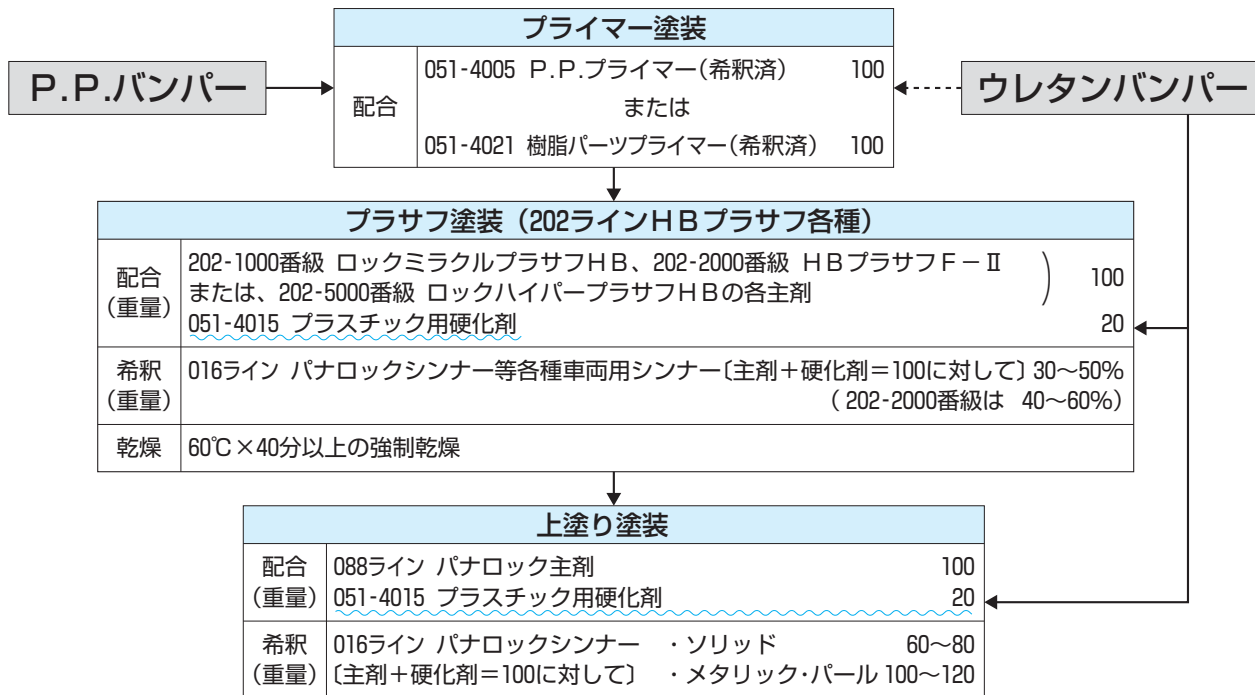 プライマー塗装
P.P.バンパー
配合
051-4005 P.P.プライマー(希釈済) 100
または
051-4021 樹脂パーツプライマー(希釈済) 100
ウレタンバンパー
プラサフ塗装(202ラインHBプラサフ各種)
配合
(重量)
202-1000番級 ロックミラクルプラサフHB、202-2000番級 HBプラサフF-Ⅱ
または、202-5000番級 ロックハイパープラサフHBの各主剤
) 100
051-4015 プラスチック用硬化剤 20
希釈
(重量)
016ライン パナロックシンナー等各種車両用シンナー〔主剤+硬化剤=100に対して〕30~50%
(202-2000番級は 40~60%)
乾燥 60℃×40分以上の強制乾燥
上塗り塗装
配合
(重量)
088ライン パナロック主剤 100
051-4015 プラスチック用硬化剤 20
希釈
(重量)
016ライン パナロックシンナー ・ソリッド 60~80
〔主剤+硬化剤=100に対して〕 ・メタリック・パール 100~120